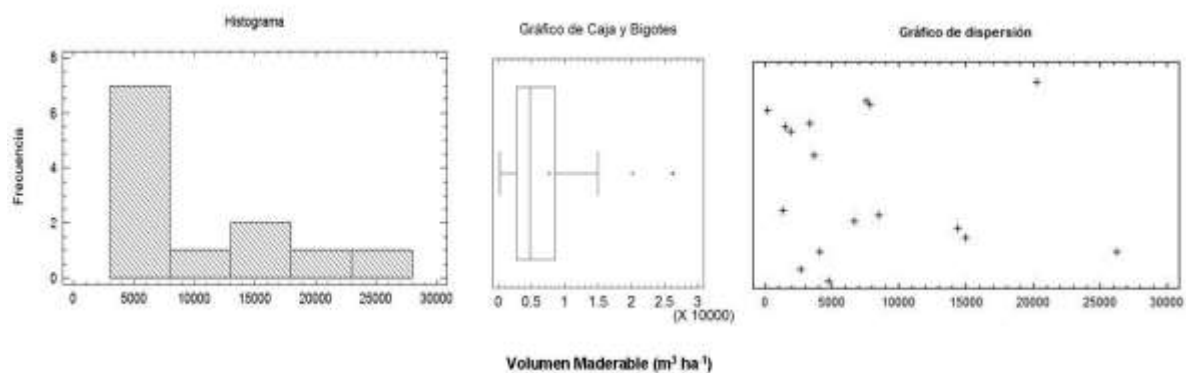 Histograma
Gráfico de Caja y Bigotes
Gráfico de dispersión
Frecuencia
8
6
4
2
0
0 5000 10000 15000 20000 25000 30000
0 0.5 1 1.5 2 2.5 3
(X 10000)
0 5000 10000 15000 20000 25000 30000
Volumen Maderable (m³ ha⁻¹)